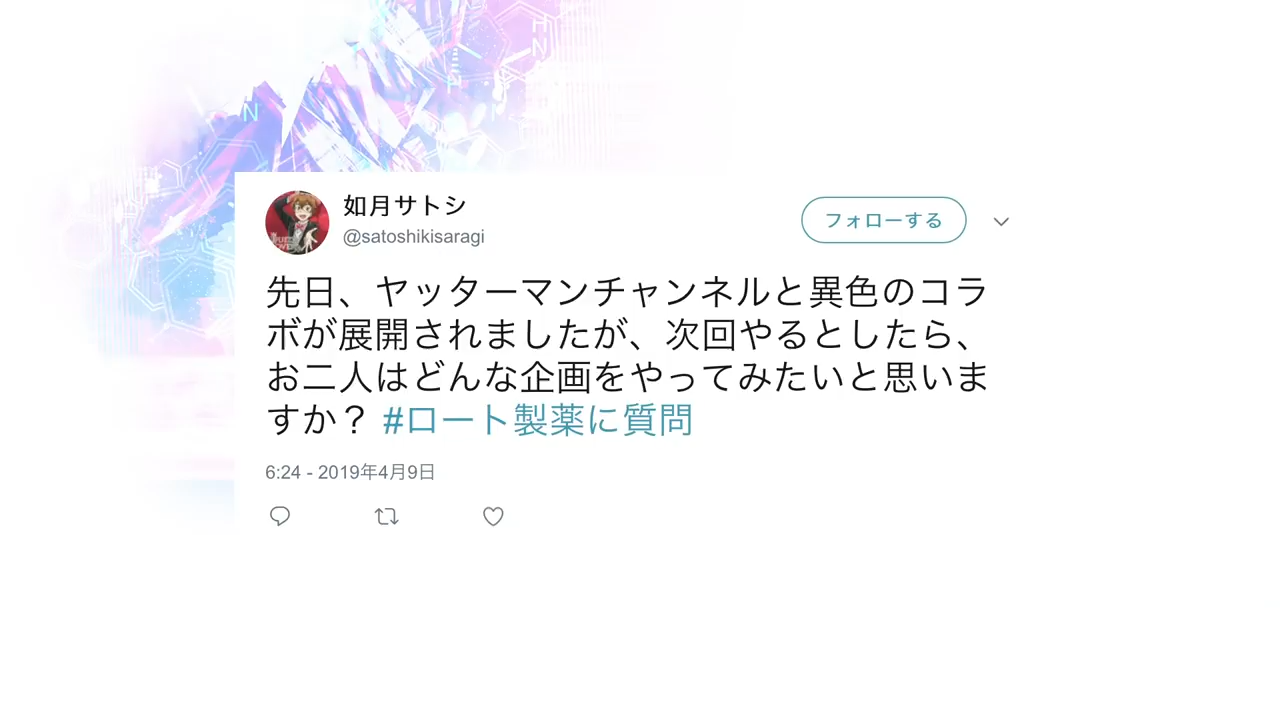 如月サトシ
@satoshikisaragi
フォローする
先日、ヤッターマンチャンネルと異色のコラ
ボが展開されましたが、次回やるとしたら、
お二人はどんな企画をやってみたいと思いま
すか？ #ロート製薬に質問
6:24 - 2019年4月9日
N